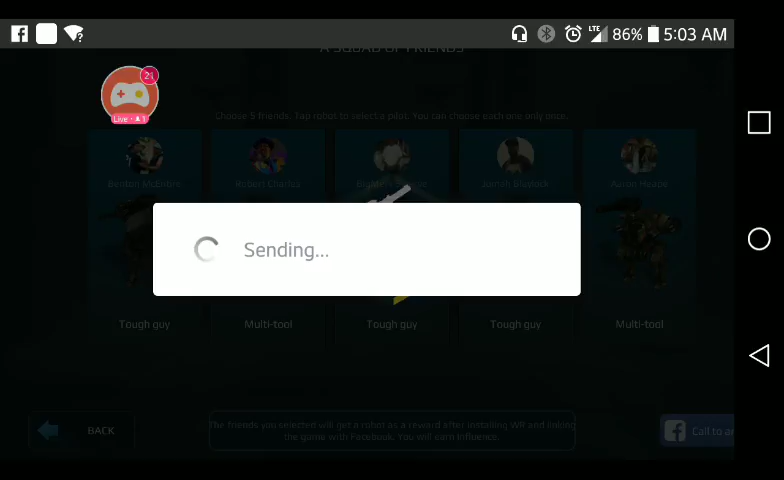 LTE 86% 5:03 AM
A SQUAD OF FRIENDS
21
Live
Choose 5 friends. Tap robot to select a pilot. You can choose each one only once.
Robert Charles
Sending...
Tough guy
Multi-tool
Tough guy
Tough guy
Multi-tool
BACK
The friends you selected will get a robot as a reward after installing WR and linking
the game with Facebook. You will earn Influence.
Call to ar